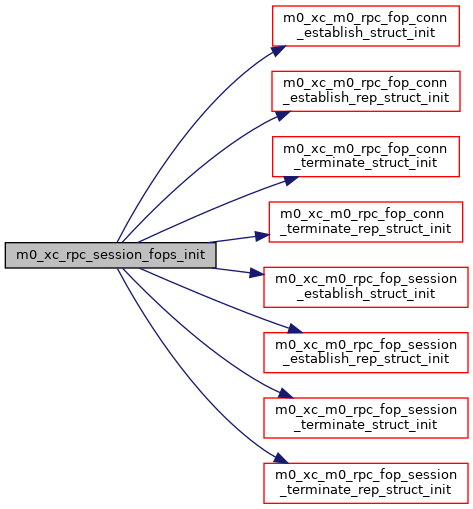 m0_xc_m0_rpc_fop_conn
_establish_struct_init
m0_xc_m0_rpc_fop_conn
_establish_rep_struct_init
m0_xc_m0_rpc_fop_conn
_terminate_struct_init
m0_xc_m0_rpc_fop_conn
_terminate_rep_struct_init
m0_xc_rpc_session_fops_init
m0_xc_m0_rpc_fop_session
_establish_struct_init
m0_xc_m0_rpc_fop_session
_establish_rep_struct_init
m0_xc_m0_rpc_fop_session
_terminate_struct_init
m0_xc_m0_rpc_fop_session
_terminate_rep_struct_init